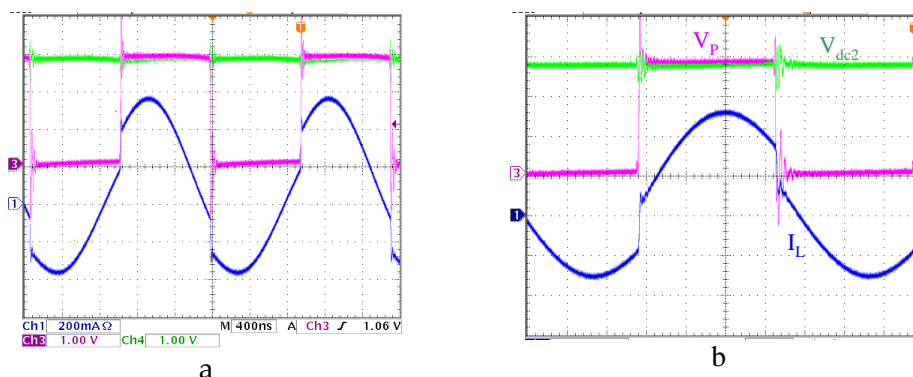 T
T
V_P
V_dc2
3
3
1
1
I_L
Ch1 200mA Ω M 400ns A Ch3 ʃ 1.06 V
Ch3 1.00 V Ch4 1.00 V
a
b